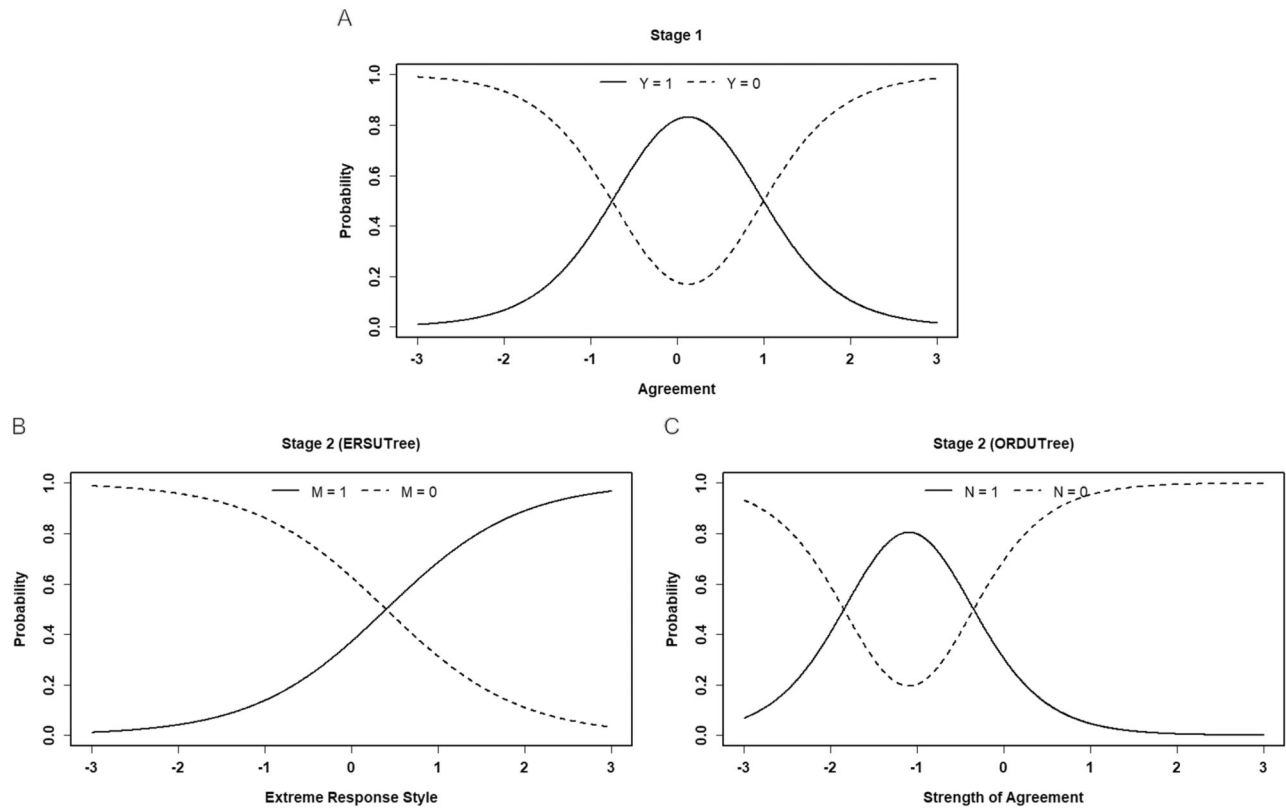 A
Stage 1
Y = 1 Y = 0
Probability
0.0 0.2 0.4 0.6 0.8 1.0
-3 -2 -1 0 1 2 3
Agreement
B
Stage 2 (ERSUTree)
M = 1 M = 0
Probability
0.0 0.2 0.4 0.6 0.8 1.0
-3 -2 -1 0 1 2 3
Extreme Response Style
C
Stage 2 (ORDUTree)
N = 1 N = 0
Probability
0.0 0.2 0.4 0.6 0.8 1.0
-3 -2 -1 0 1 2 3
Strength of Agreement